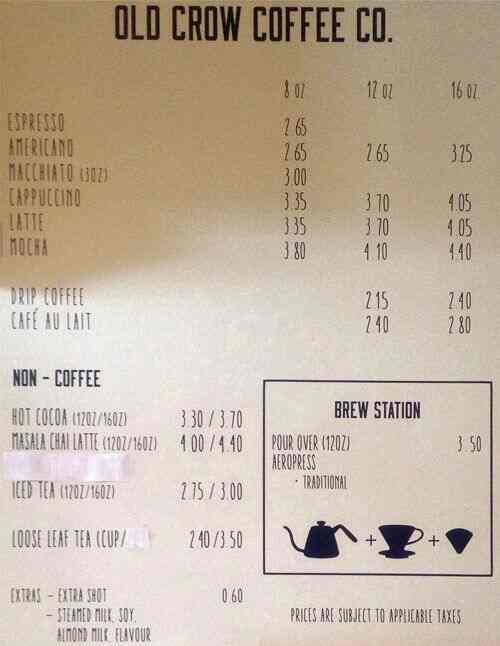 OLD CROW COFFEE CO.
8 OZ 12 OZ 16 OZ.
ESPRESSO 2.65
AMERICANO 2.65 2.65 3.25
MACCHIATO (3OZ) 3.00
CAPPUCCINO 3.35 3.70 4.05
LATTE 3.35 3.70 4.05
MOCHA 3.80 4.10 4.40
DRIP COFFEE 2.15 2.40
CAFÉ AU LAIT 2.40 2.80
NON - COFFEE
HOT COCOA (12OZ/16OZ) 3.30 / 3.70
MASALA CHAI LATTE (12OZ/16OZ) 4.00 / 4.40
ICED TEA (12OZ/16OZ) 2.75 / 3.00
LOOSE LEAF TEA (CUP/ 2.40/3.50
EXTRAS - EXTRA SHOT 0.60
- STEAMED MILK, SOY,
ALMOND MILK, FLAVOUR
BREW STATION
POUR OVER (12OZ) 3.50
AEROPRESS
• TRADITIONAL
+ +
PRICES ARE SUBJECT TO APPLICABLE TAXES